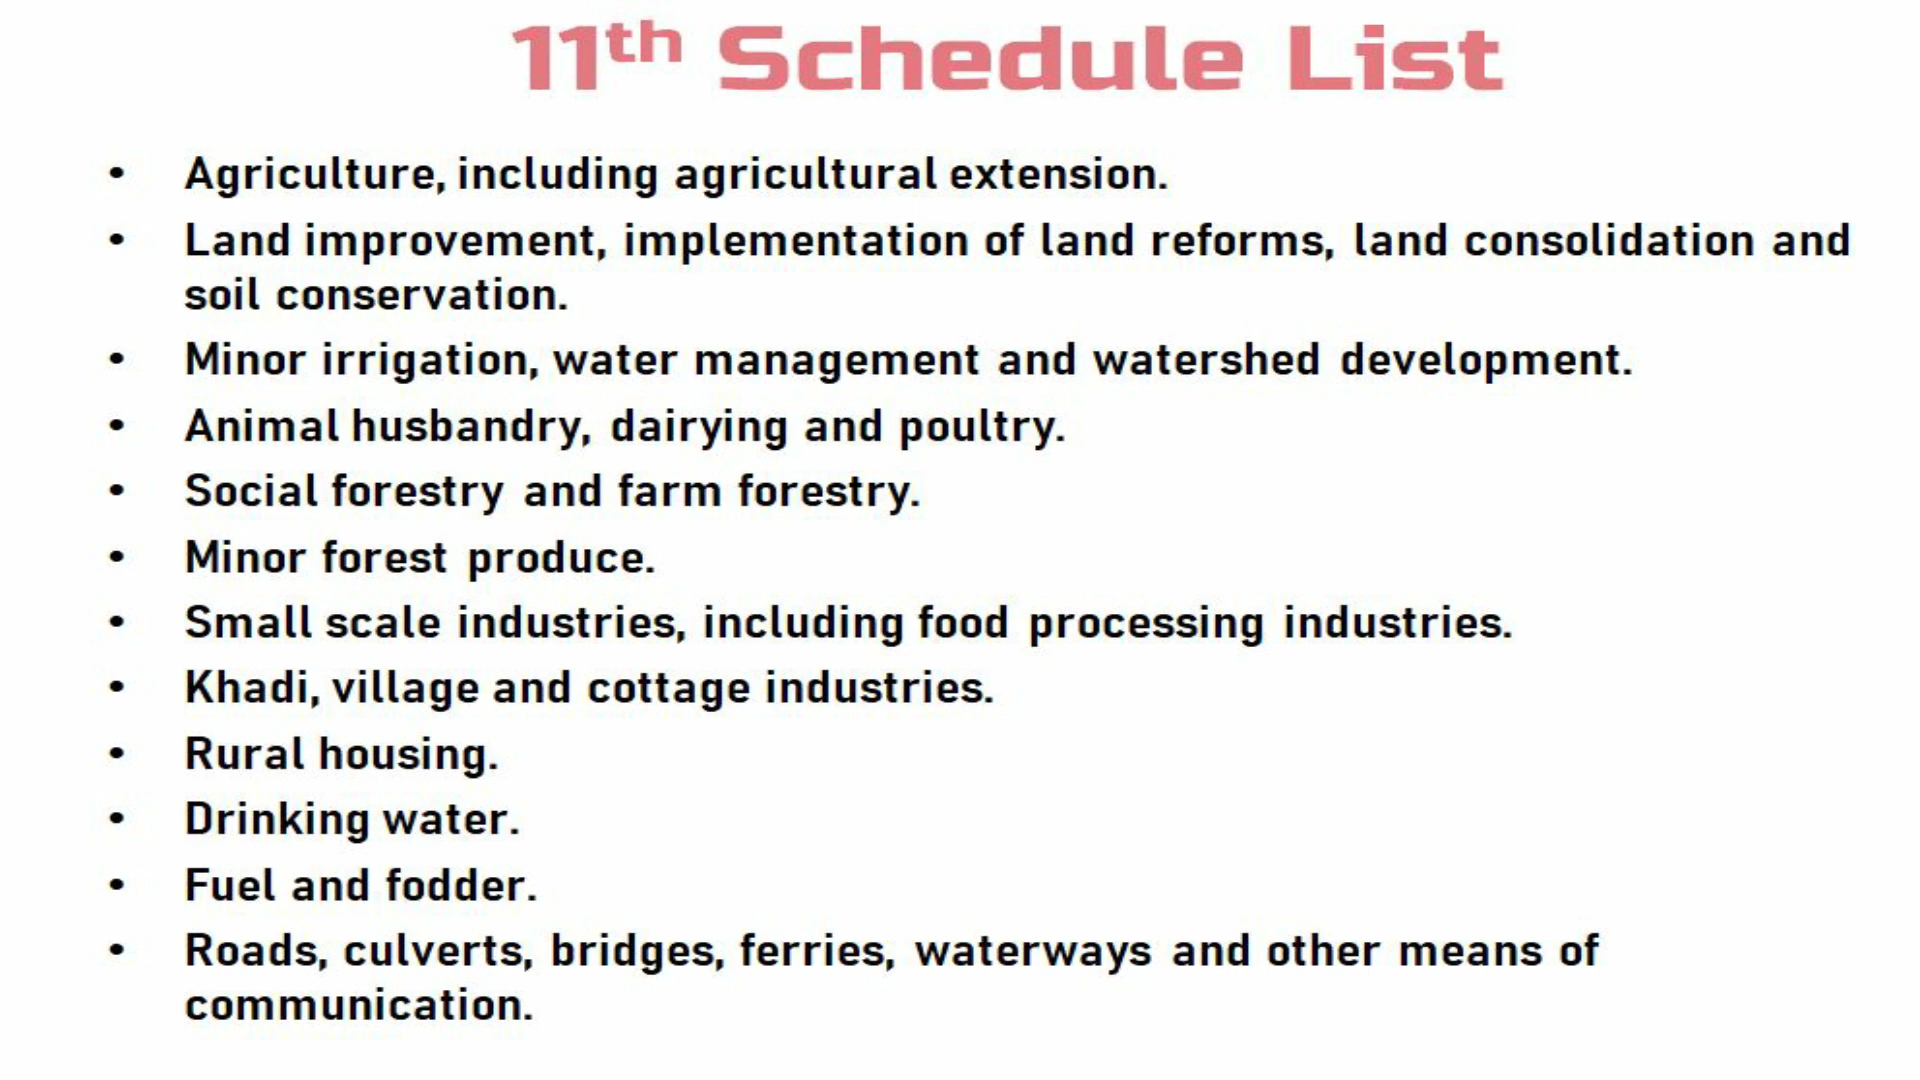 11th Schedule List
• Agriculture, including agricultural extension.
• Land improvement, implementation of land reforms, land consolidation and
soil conservation.
• Minor irrigation, water management and watershed development.
• Animal husbandry, dairying and poultry.
• Social forestry and farm forestry.
• Minor forest produce.
• Small scale industries, including food processing industries.
• Khadi, village and cottage industries.
• Rural housing.
• Drinking water.
• Fuel and fodder.
• Roads, culverts, bridges, ferries, waterways and other means of
communication.